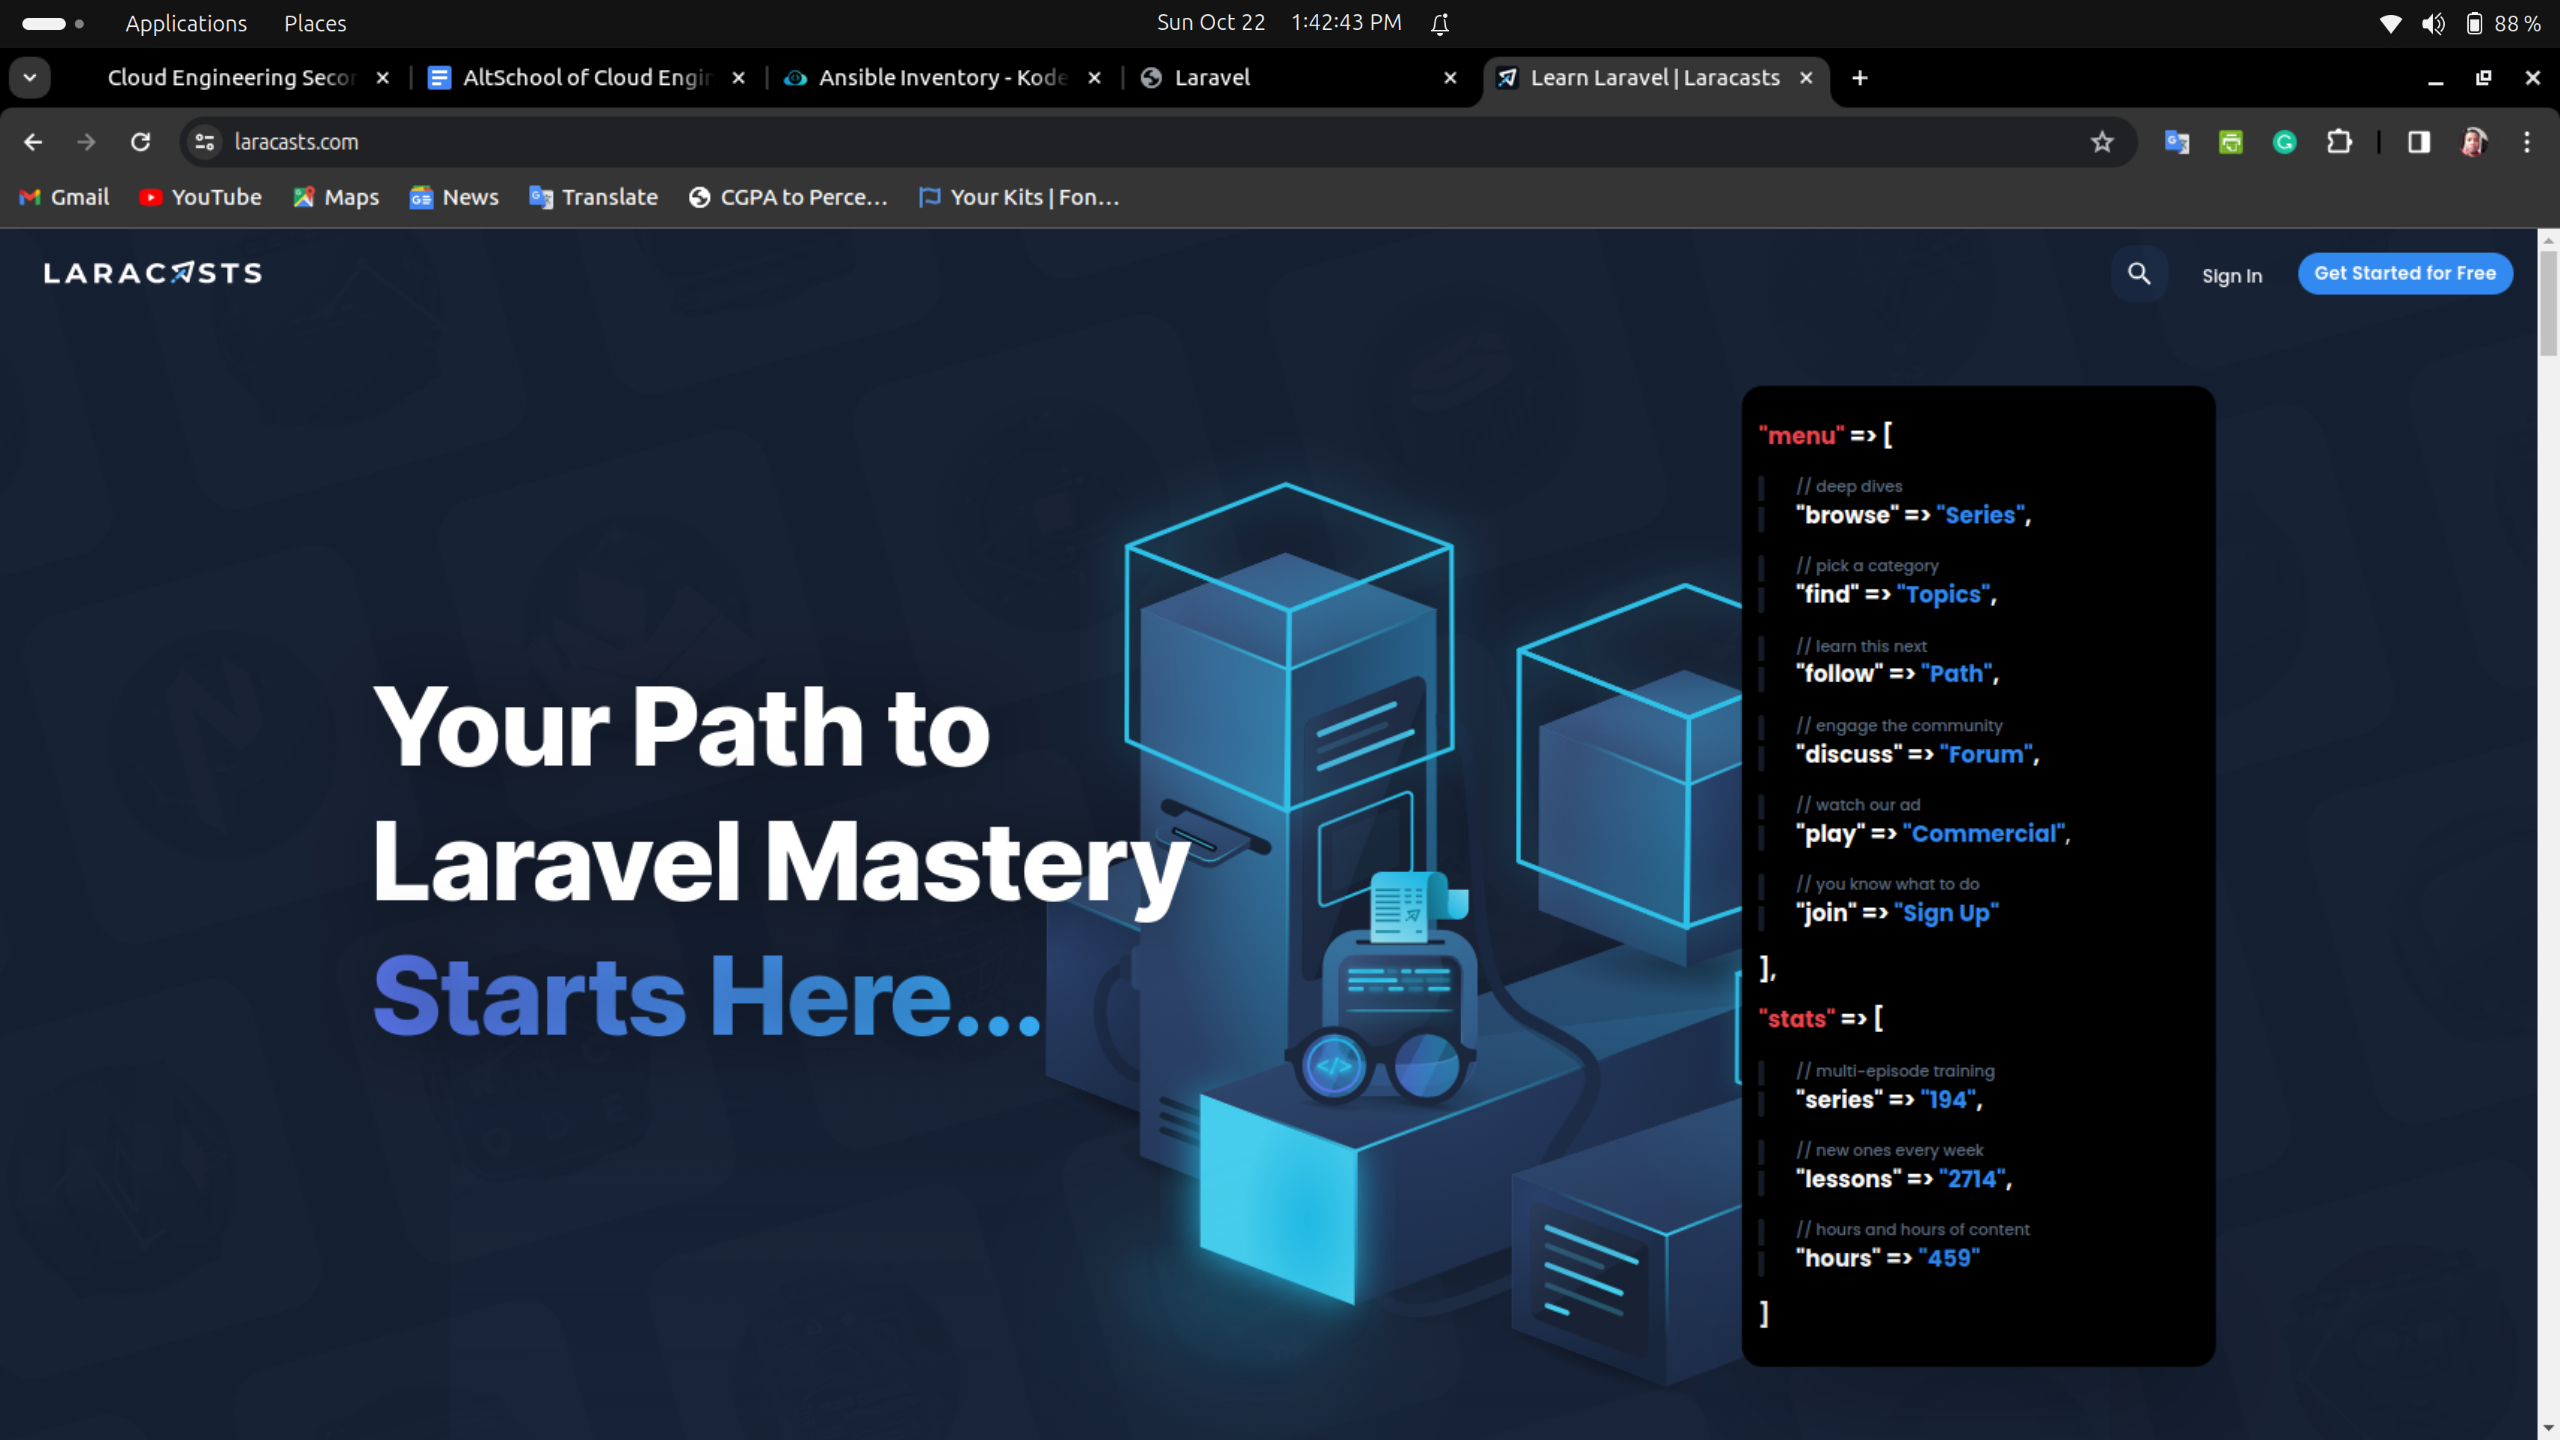 Applications Places Sun Oct 22 1:42:43 PM 88 %
Cloud Engineering Secor AltSchool of Cloud Engir Ansible Inventory - Kode Laravel Learn Laravel | Laracasts
laracasts.com
Gmail YouTube Maps News Translate CGPA to Perce... Your Kits | Fon...
LARACASTS Sign In Get Started for Free
Your Path to
Laravel Mastery
Starts Here...
"menu" => [
// deep dives
"browse" => "Series",
// pick a category
"find" => "Topics",
// learn this next
"follow" => "Path",
// engage the community
"discuss" => "Forum",
// watch our ad
"play" => "Commercial",
// you know what to do
"join" => "Sign Up"
],
"stats" => [
// multi-episode training
"series" => "194",
// new ones every week
"lessons" => "2714",
// hours and hours of content
"hours" => "459"
]